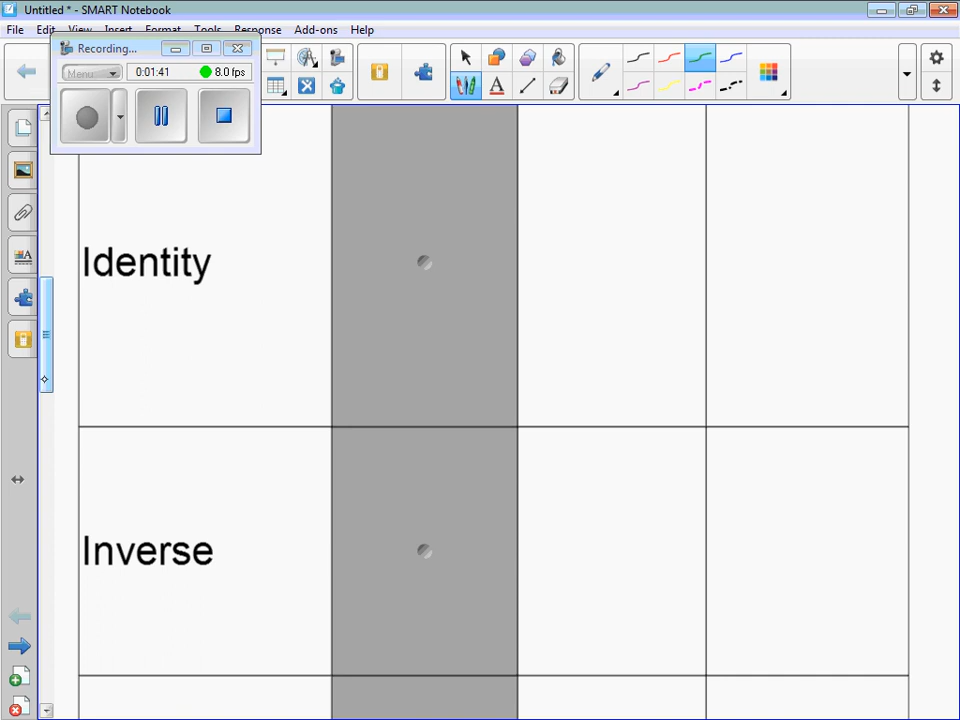 Untitled * - SMART Notebook
File Edit View Insert Format Tools Response Add-ons Help
Recording...
Menu 0:01:41 8.0 fps
Identity
Inverse